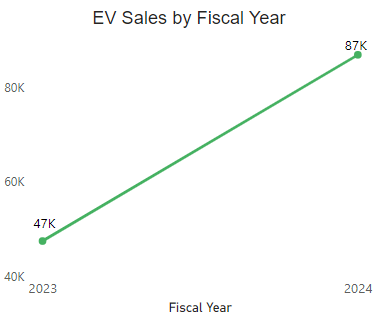 EV Sales by Fiscal Year
87K
80K
60K
47K
40K
2023 2024
Fiscal Year